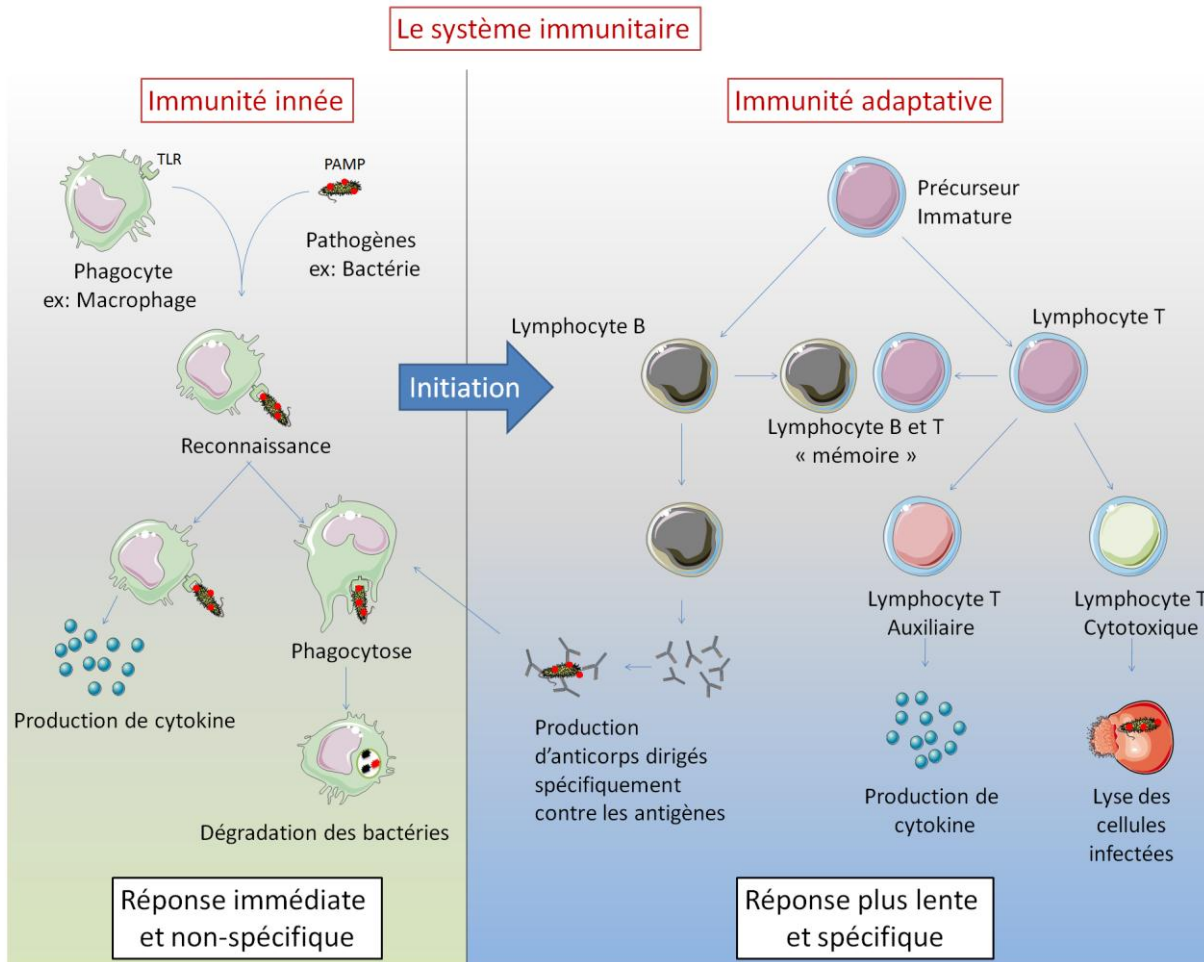 Le système immunitaire
Immunité innée
TLR
PAMP
Phagocyte
ex: Macrophage
Pathogènes
ex: Bactérie
Reconnaissance
Production de cytokine
Phagocytose
Dégradation des bactéries
Réponse immédiate
et non-spécifique
Initiation
Immunité adaptative
Précurseur
Immature
Lymphocyte B
Lymphocyte T
Lymphocyte B et T
« mémoire »
Lymphocyte T
Auxiliaire
Lymphocyte T
Cytotoxique
Production
d'anticorps dirigés
spécifiquement
contre les antigènes
Production de
cytokine
Lyse des
cellules
infectées
Réponse plus lente
et spécifique